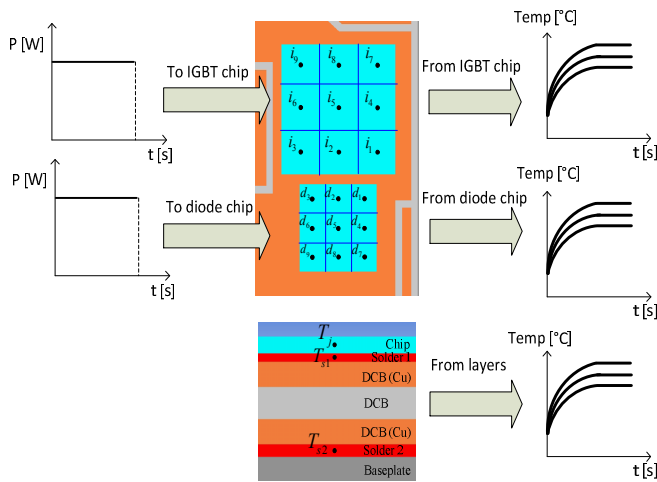 P [W]
t [s]
To IGBT chip
i9 i8 i7
i6 i5 i4
i3 i2 i1
From IGBT chip
Temp [°C]
t [s]
P [W]
t [s]
To diode chip
d3 d2 d1
d6 d5 d4
d9 d8 d7
From diode chip
Temp [°C]
t [s]
Tj
Chip
Ts1 Solder 1
DCB (Cu)
DCB
DCB (Cu)
Ts2 Solder 2
Baseplate
From layers
Temp [°C]
t [s]